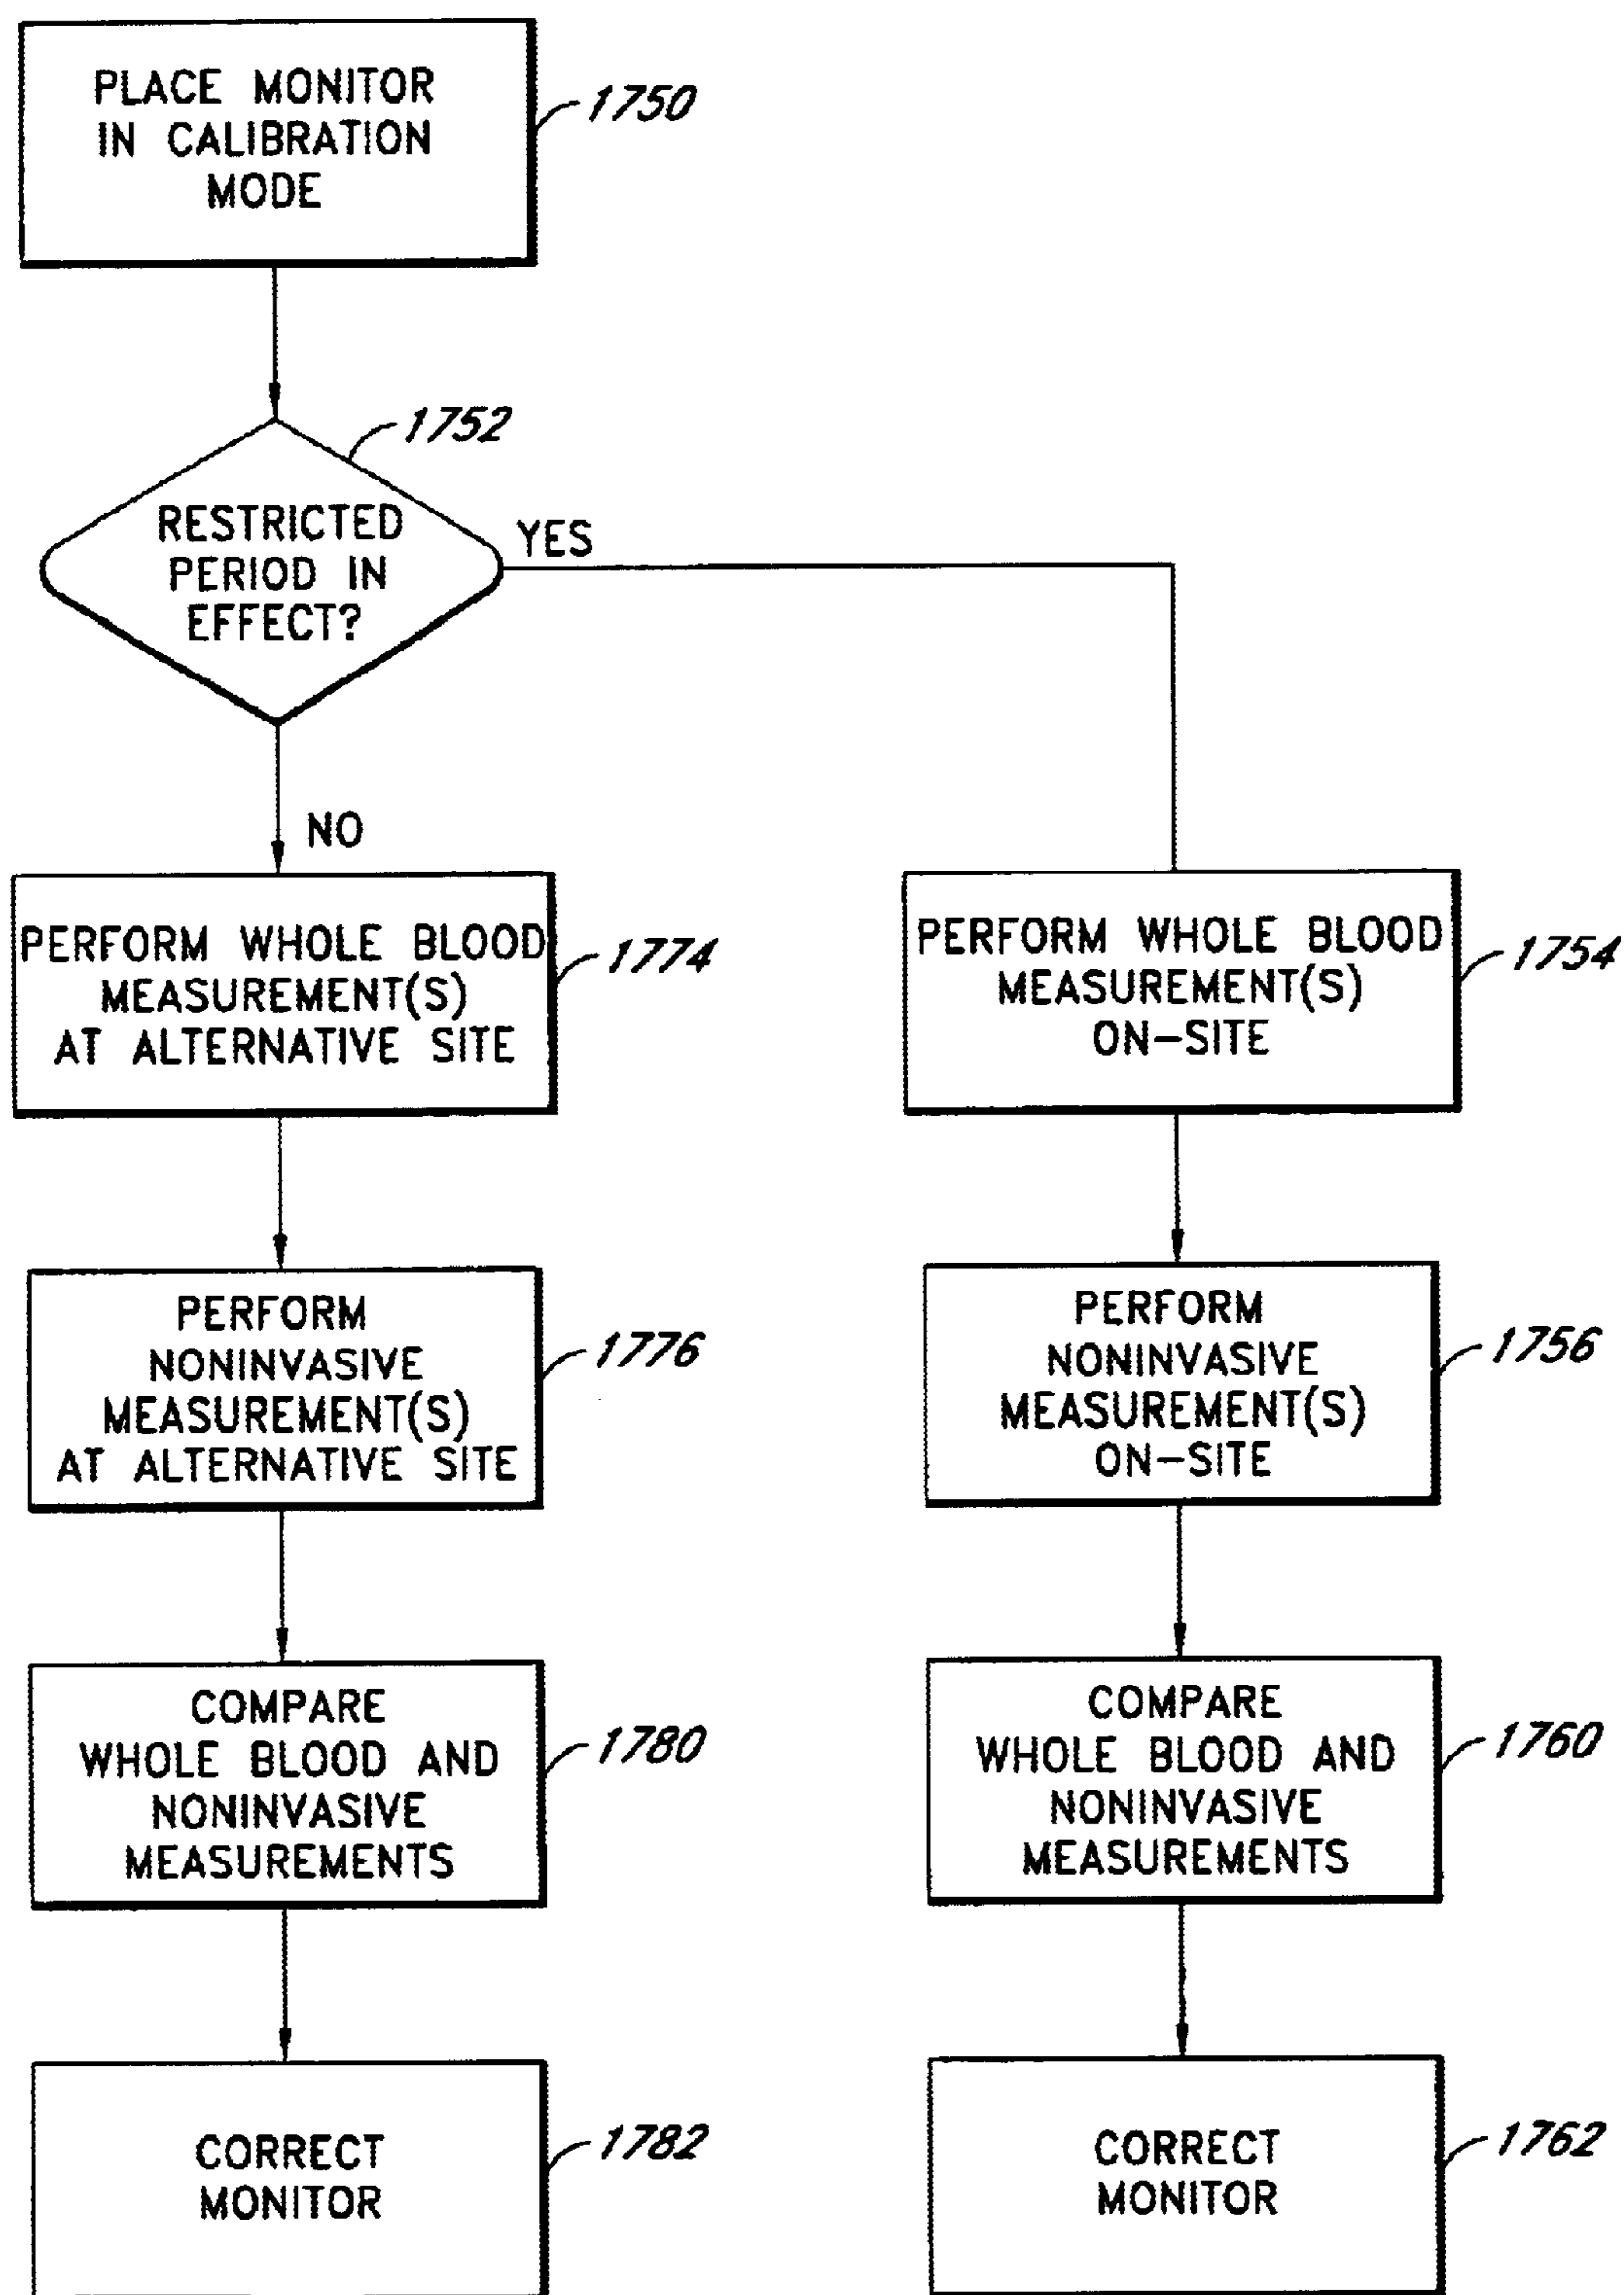 PLACE MONITOR
IN CALIBRATION
MODE
1750
1752
RESTRICTED
PERIOD IN
EFFECT?
YES
NO
PERFORM WHOLE BLOOD
MEASUREMENT(S)
AT ALTERNATIVE SITE
1774
PERFORM WHOLE BLOOD
MEASUREMENT(S)
ON-SITE
1754
PERFORM
NONINVASIVE
MEASUREMENT(S)
AT ALTERNATIVE SITE
1776
PERFORM
NONINVASIVE
MEASUREMENT(S)
ON-SITE
1756
COMPARE
WHOLE BLOOD AND
NONINVASIVE
MEASUREMENTS
1780
COMPARE
WHOLE BLOOD AND
NONINVASIVE
MEASUREMENTS
1760
CORRECT
MONITOR
1782
CORRECT
MONITOR
1762